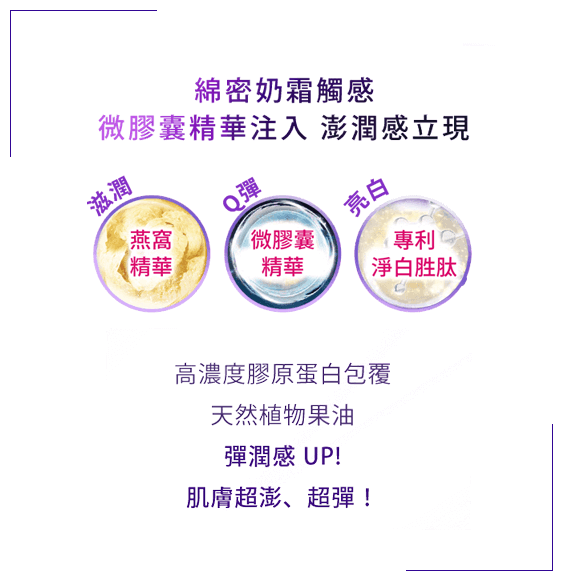 綿密奶霜觸感
微膠囊精華注入 澎潤感立現
滋潤
燕窩
精華
Q彈
微膠囊
精華
亮白
專利
淨白胜肽
高濃度膠原蛋白包覆
天然植物果油
彈潤感 UP!
肌膚超澎、超彈！